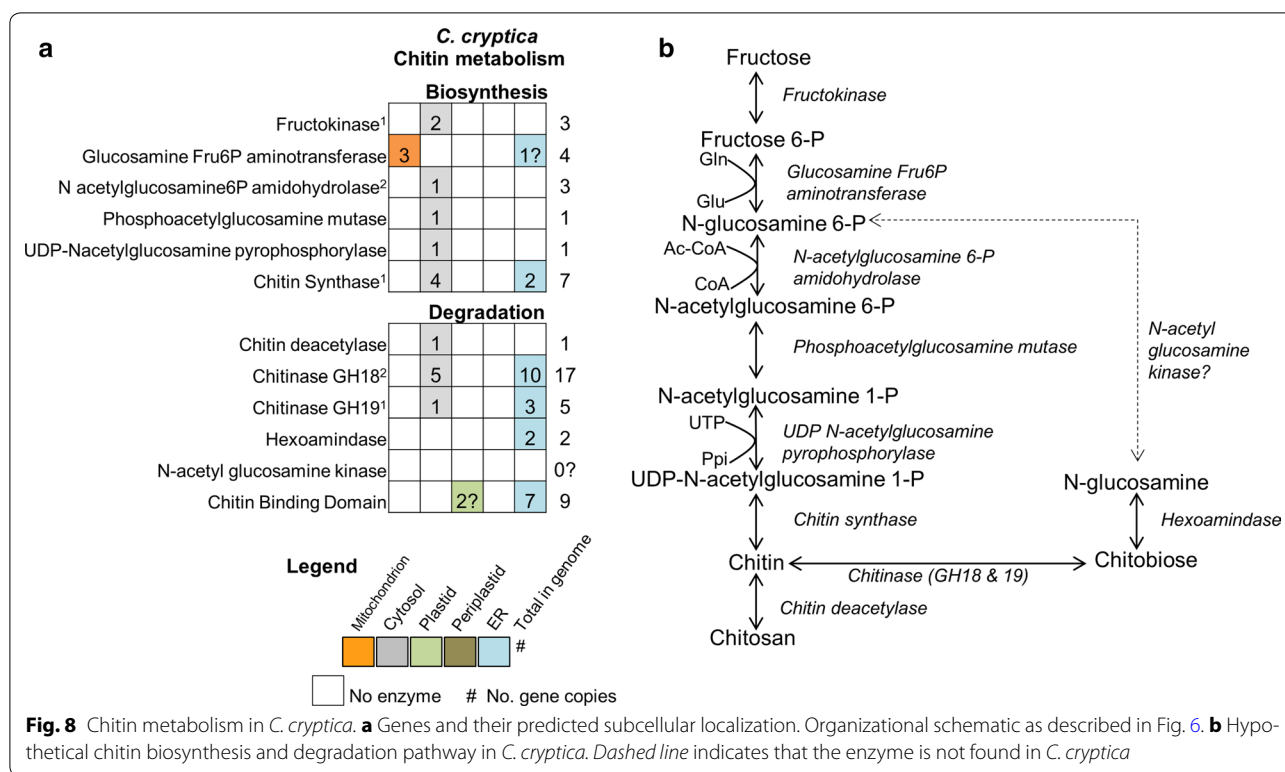 a
C. cryptica
Chitin metabolism
Biosynthesis
Fructokinase¹ 2 3
Glucosamine Fru6P aminotransferase 3 1? 4
N acetylglucosamine6P amidohydrolase² 1 3
Phosphoacetylglucosamine mutase 1 1
UDP-Nacetylglucosamine pyrophosphorylase 1 1
Chitin Synthase¹ 4 2 7
Degradation
Chitin deacetylase 1 1
Chitinase GH18² 5 10 17
Chitinase GH19¹ 1 3 5
Hexoamindase 2 2
N-acetyl glucosamine kinase 0?
Chitin Binding Domain 2? 7 9
Legend
Mitochondrion
Cytosol
Plastid
Periplastid
ER
Total in genome
#
No enzyme # No. gene copies
b
Fructose
Fructokinase
Fructose 6-P
Gln
Glucosamine Fru6P
aminotransferase
Glu
N-glucosamine 6-P
Ac-CoA
N-acetylglucosamine 6-P
amidohydrolase
CoA
N-acetylglucosamine 6-P
Phosphoacetylglucosamine mutase
N-acetyl
glucosamine
kinase?
N-acetylglucosamine 1-P
UTP
UDP N-acetylglucosamine
pyrophosphorylase
Ppi
UDP-N-acetylglucosamine 1-P
N-glucosamine
Chitin synthase
Hexoamindase
Chitin
Chitobiose
Chitinase (GH18 & 19)
Chitin deacetylase
Chitosan
Fig. 8 Chitin metabolism in C. cryptica. a Genes and their predicted subcellular localization. Organizational schematic as described in Fig. 6. b Hypo-
thetical chitin biosynthesis and degradation pathway in C. cryptica. Dashed line indicates that the enzyme is not found in C. cryptica